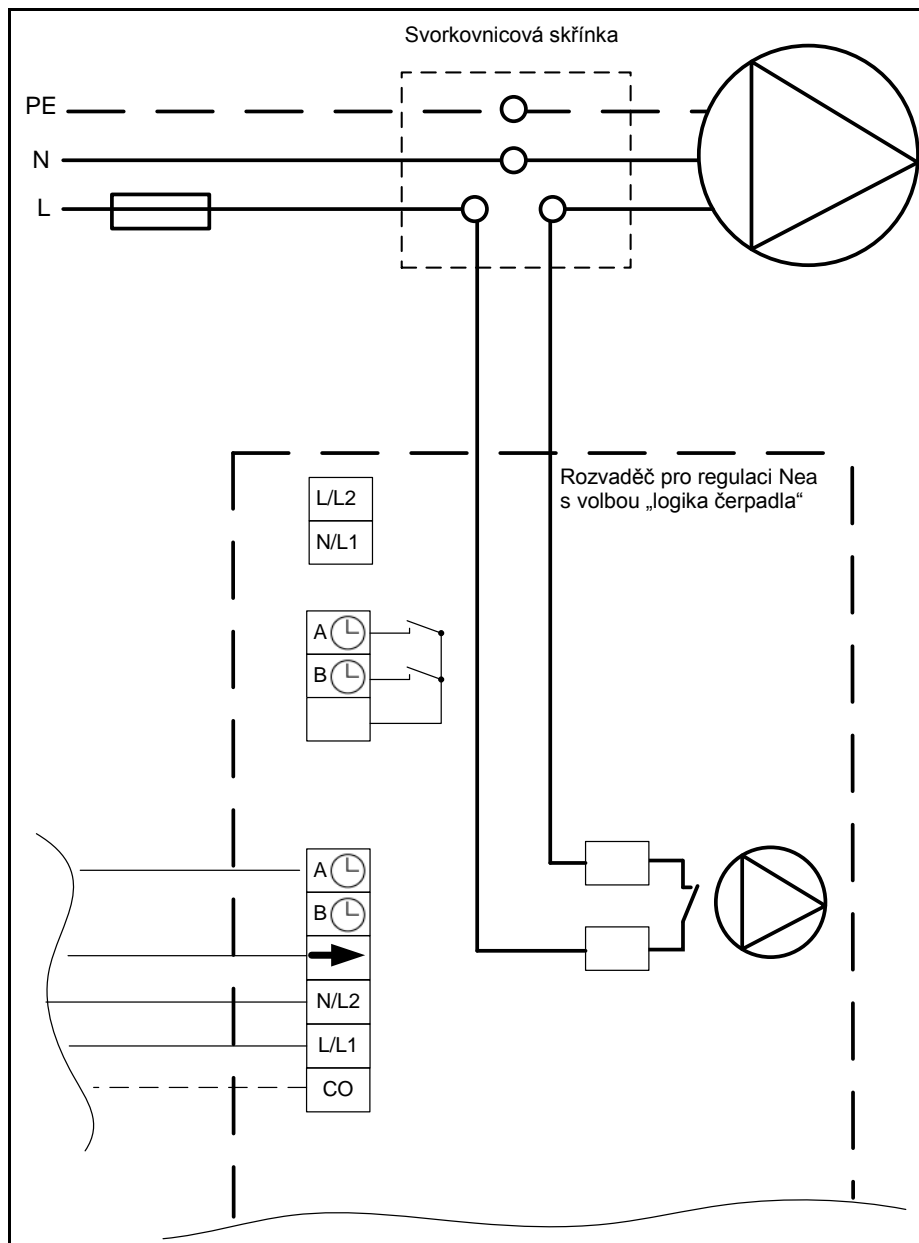 Svorkovnicová skřínka
PE
N
L
Rozvaděč pro regulaci Nea
s volbou „logika čerpadla“
L/L2
N/L1
A
B
A
B
N/L2
L/L1
CO